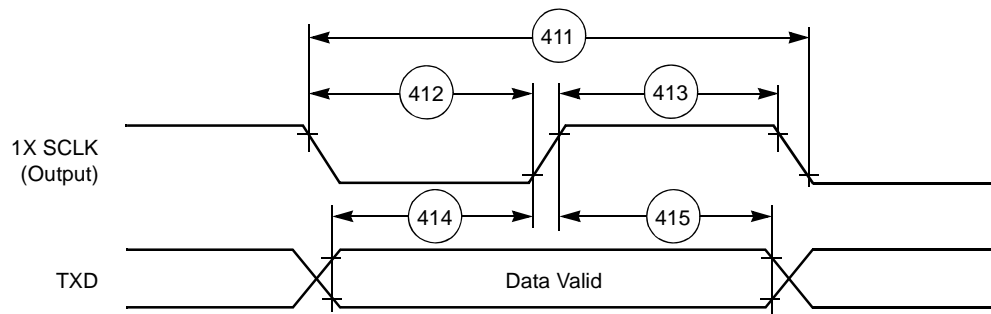 411
412
413
1X SCLK
(Output)
414
415
TXD
Data Valid